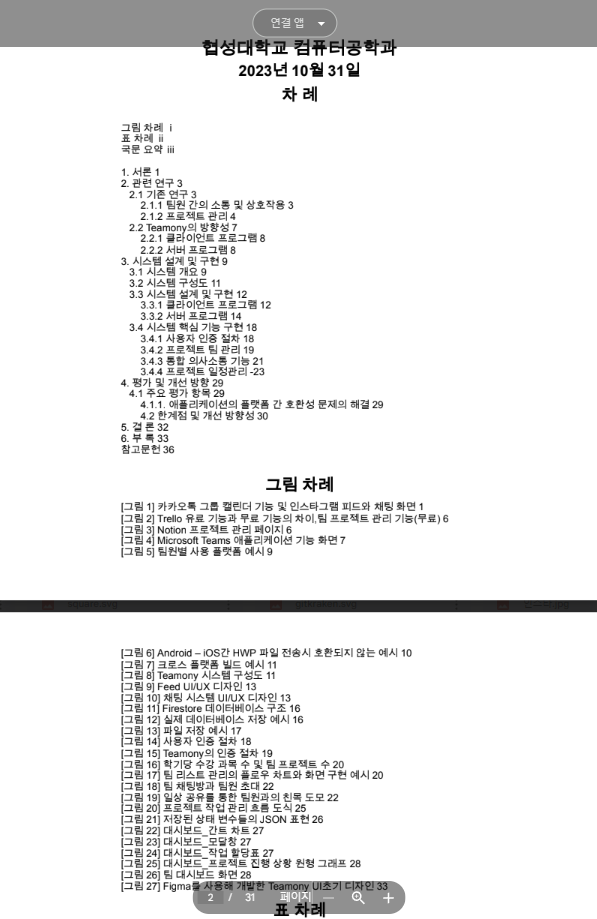 연결 앱
협성대학교 컴퓨터공학과
2023년 10월 31일
차 례
그림 차례 i
표 차례 ii
국문 요약 iii
1. 서론 1
2. 관련 연구 3
2.1 기존 연구 3
2.1.1 팀원 간의 소통 및 상호작용 3
2.1.2 프로젝트 관리 4
2.2 Teamony의 방향성 7
2.2.1 클라이언트 프로그램 8
2.2.2 서버 프로그램 8
3. 시스템 설계 및 구현 9
3.1 시스템 개요 9
3.2 시스템 구성도 11
3.3 시스템 설계 및 구현 12
3.3.1 클라이언트 프로그램 12
3.3.2 서버 프로그램 14
3.4 시스템 핵심 기능 구현 18
3.4.1 사용자 인증 절차 18
3.4.2 프로젝트 팀 관리 19
3.4.3 통합 의사소통 기능 21
3.4.4 프로젝트 일정관리 -23
4. 평가 및 개선 방향 29
4.1 주요 평가 항목 29
4.1.1. 애플리케이션의 플랫폼 간 호환성 문제의 해결 29
4.2 한계점 및 개선 방향성 30
5. 결 론 32
6. 부 록 33
참고문헌 36
그림 차례
[그림 1] 카카오톡 그룹 캘린더 기능 및 인스타그램 피드와 채팅 화면 1
[그림 2] Trello 유료 기능과 무료 기능의 차이,팀 프로젝트 관리 기능(무료) 6
[그림 3] Notion 프로젝트 관리 페이지 6
[그림 4] Microsoft Teams 애플리케이션 기능 화면 7
[그림 5] 팀원별 사용 플랫폼 예시 9
[그림 6] Android – iOS간 HWP 파일 전송시 호환되지 않는 예시 10
[그림 7] 크로스 플랫폼 빌드 예시 11
[그림 8] Teamony 시스템 구성도 11
[그림 9] Feed UI/UX 디자인 13
[그림 10] 채팅 시스템 UI/UX 디자인 13
[그림 11] Firestore 데이터베이스 구조 16
[그림 12] 실제 데이터베이스 저장 예시 16
[그림 13] 파일 저장 예시 17
[그림 14] 사용자 인증 절차 18
[그림 15] Teamony의 인증 절차 19
[그림 16] 학기당 수강 과목 수 및 팀 프로젝트 수 20
[그림 17] 팀 리스트 관리의 플로우 차트와 화면 구현 예시 20
[그림 18] 팀 채팅방과 팀원 초대 22
[그림 19] 일상 공유를 통한 팀원과의 친목 도모 22
[그림 20] 프로젝트 작업 관리 흐름 도식 25
[그림 21] 저장된 상태 변수들의 JSON 표현 26
[그림 22] 대시보드_간트 차트 27
[그림 23] 대시보드_모달창 27
[그림 24] 대시보드_작업 할당표 27
[그림 25] 대시보드_프로젝트 진행 상황 원형 그래프 28
[그림 26] 팀 대시보드 화면 28
[그림 27] Figma를 사용해 개발한 Teamony UI초기 디자인 33
2 / 31 페이지
표 차례